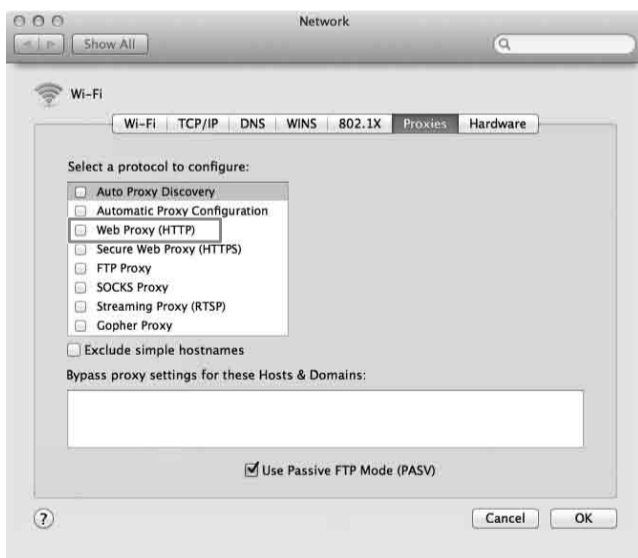 Network
Show All
Wi-Fi
Wi-Fi TCP/IP DNS WINS 802.1X Proxies Hardware
Select a protocol to configure:
Auto Proxy Discovery
Automatic Proxy Configuration
Web Proxy (HTTP)
Secure Web Proxy (HTTPS)
FTP Proxy
SOCKS Proxy
Streaming Proxy (RTSP)
Gopher Proxy
Exclude simple hostnames
Bypass proxy settings for these Hosts & Domains:
Use Passive FTP Mode (PASV)
? Cancel OK